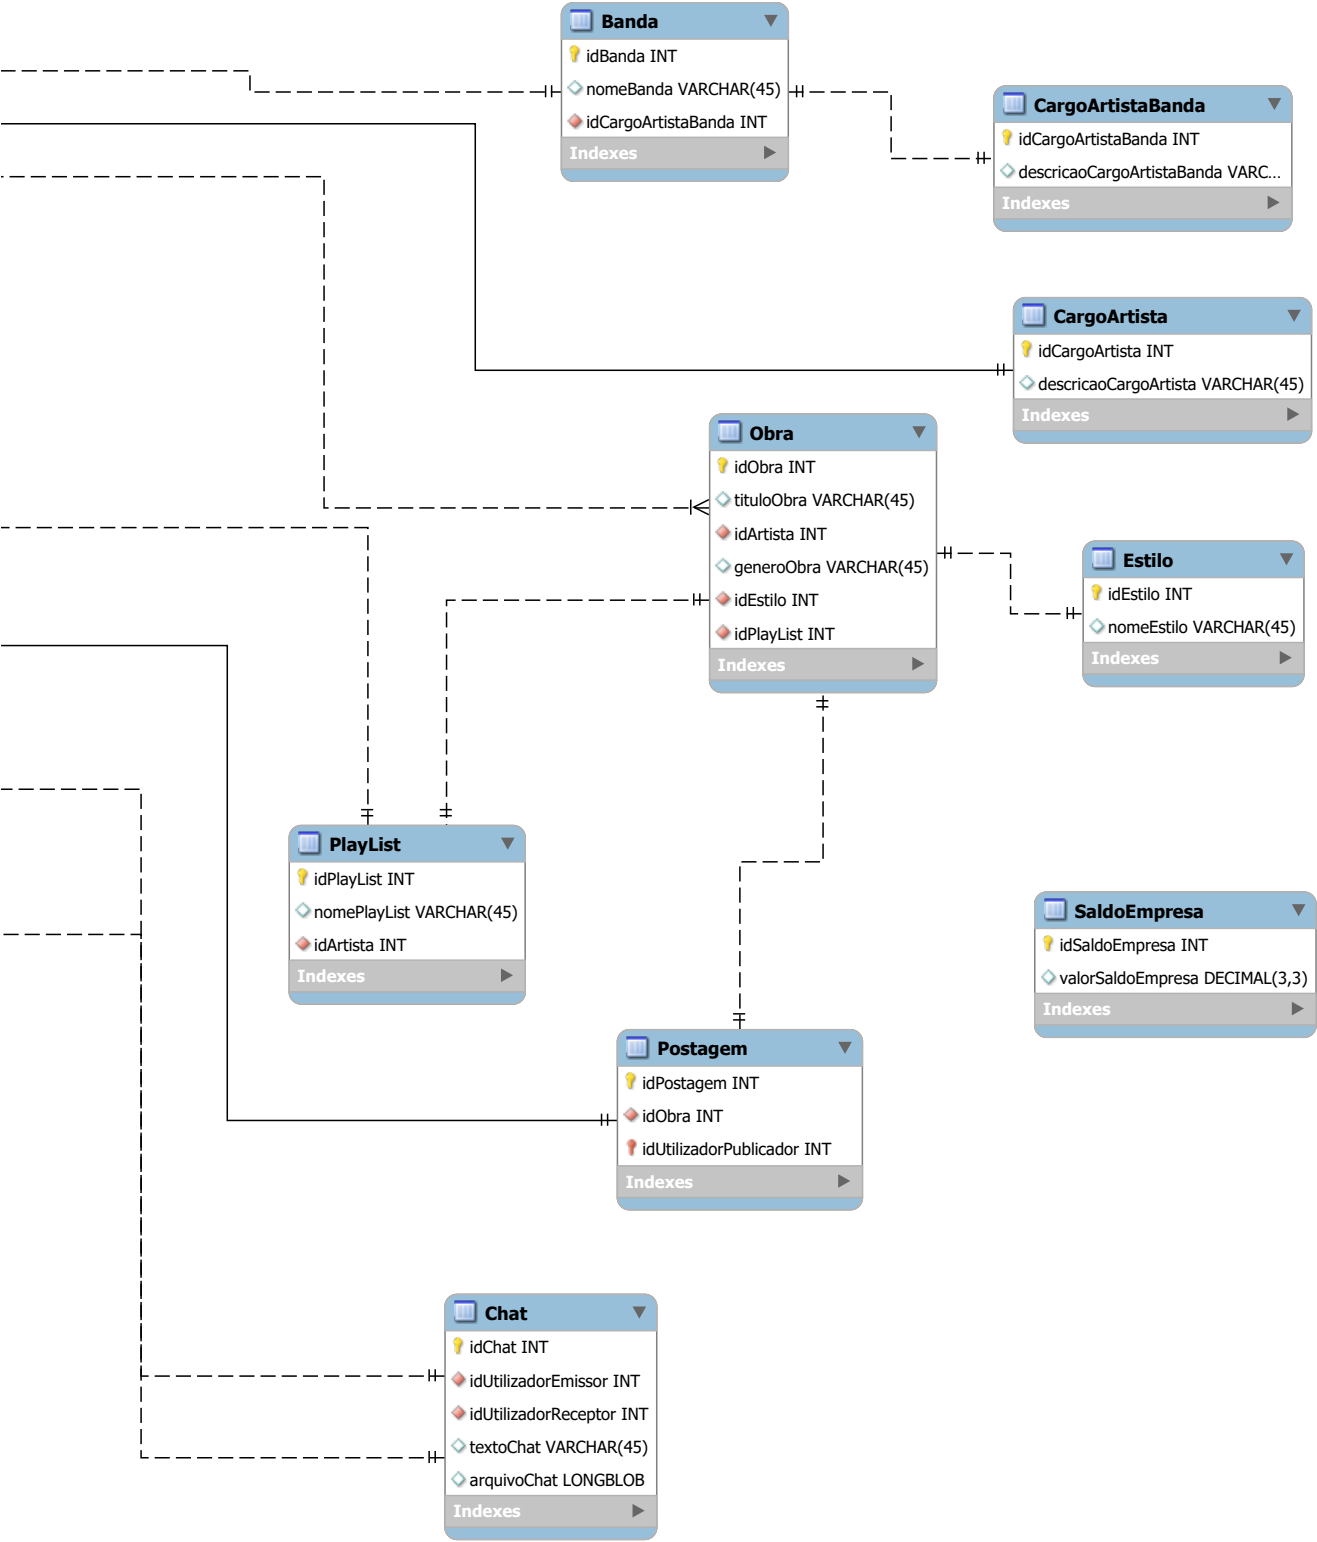 Banda
idBanda INT
nomeBanda VARCHAR(45)
idCargoArtistaBanda INT
Indexes
CargoArtistaBanda
idCargoArtistaBanda INT
descricaoCargoArtistaBanda VARC...
Indexes
CargoArtista
idCargoArtista INT
descricaoCargoArtista VARCHAR(45)
Indexes
Obra
idObra INT
tituloObra VARCHAR(45)
idArtista INT
generoObra VARCHAR(45)
idEstilo INT
idPlayList INT
Indexes
Estilo
idEstilo INT
nomeEstilo VARCHAR(45)
Indexes
PlayList
idPlayList INT
nomePlayList VARCHAR(45)
idArtista INT
Indexes
SaldoEmpresa
idSaldoEmpresa INT
valorSaldoEmpresa DECIMAL(3,3)
Indexes
Postagem
idPostagem INT
idObra INT
idUtilizadorPublicador INT
Indexes
Chat
idChat INT
idUtilizadorEmissor INT
idUtilizadorReceptor INT
textoChat VARCHAR(45)
arquivoChat LONGBLOB
Indexes